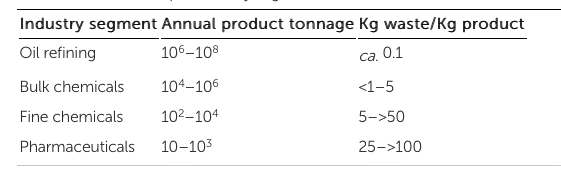 Industry segment Annual product tonnage Kg waste/Kg product
Oil refining 10⁶–10⁸ ca. 0.1
Bulk chemicals 10⁴–10⁶ <1–5
Fine chemicals 10²–10⁴ 5–>50
Pharmaceuticals 10–10³ 25–>100